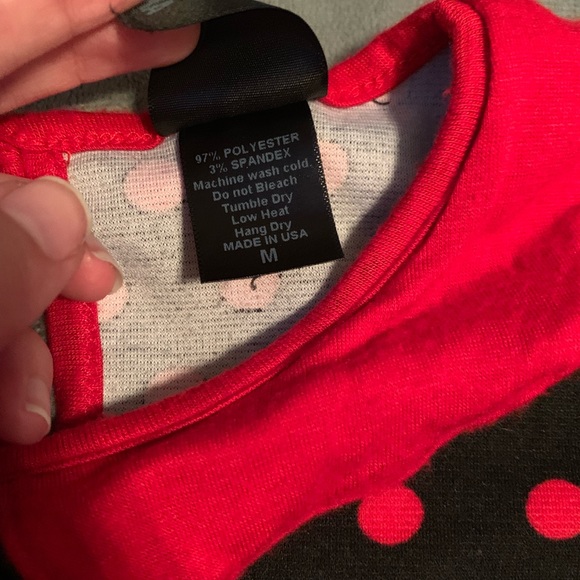 97% POLYESTER
3% SPANDEX
Machine wash cold.
Do not Bleach
Tumble Dry
Low Heat
Hang Dry
MADE IN USA
M